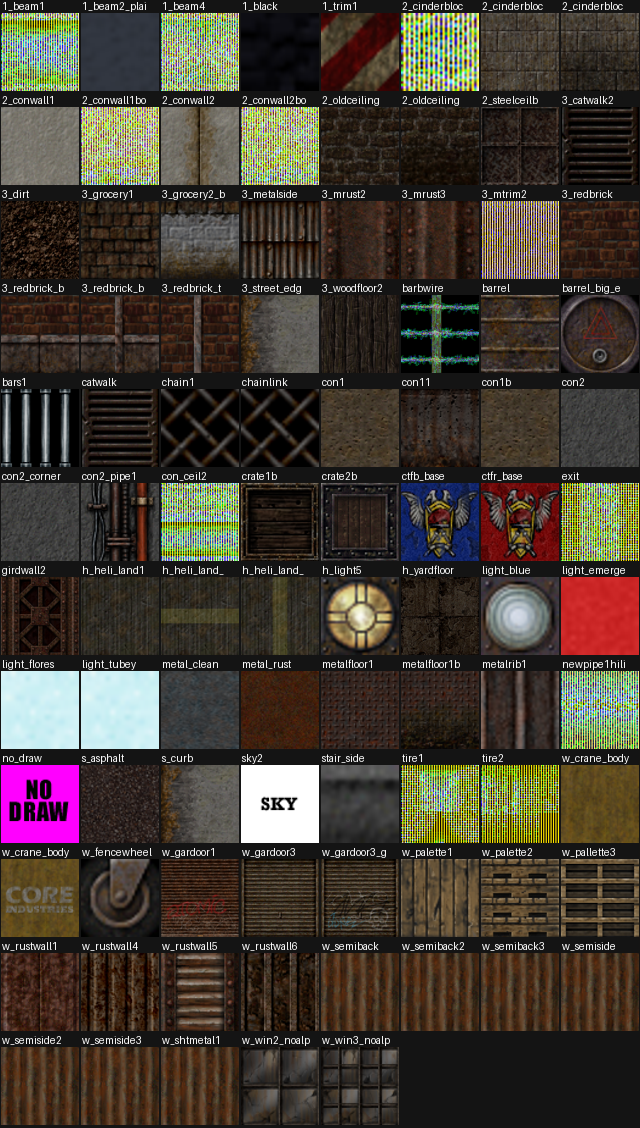 1_beam1 1_beam2_plai 1_beam4 1_black 1_trim1 2_cinderbloc 2_cinderbloc 2_cinderbloc
2_conwall1 2_conwall1bo 2_conwall2 2_conwall2bo 2_oldceiling 2_oldceiling 2_steelceilb 3_catwalk2
3_dirt 3_grocery1 3_grocery2_b 3_metalside 3_mrust2 3_mrust3 3_mtrim2 3_redbrick
3_redbrick_b 3_redbrick_b 3_redbrick_t 3_street_edg 3_woodfloor2 barbwire barrel barrel_big_e
bars1 catwalk chain1 chainlink con1 con11 con1b con2
con2_corner con2_pipe1 con_ceil2 crate1b crate2b ctfb_base ctfr_base exit
girdwall2 h_heli_land1 h_heli_land_ h_heli_land_ h_light5 h_yardfloor light_blue light_emerge
light_flores light_tubey metal_clean metal_rust metalfloor1 metalfloor1b metalrib1 newpipe1hili
no_draw s_asphalt s_curb sky2 stair_side tire1 tire2 w_crane_body
NO
DRAW
SKY
w_crane_body w_fencewheel w_gardoor1 w_gardoor3 w_gardoor3_g w_palette1 w_palette2 w_pallette3
CORE
INDUSTRIES
w_rustwall1 w_rustwall4 w_rustwall5 w_rustwall6 w_semiback w_semiback2 w_semiback3 w_semiside
w_semiside2 w_semiside3 w_shtmetal1 w_win2_noalp w_win3_noalp